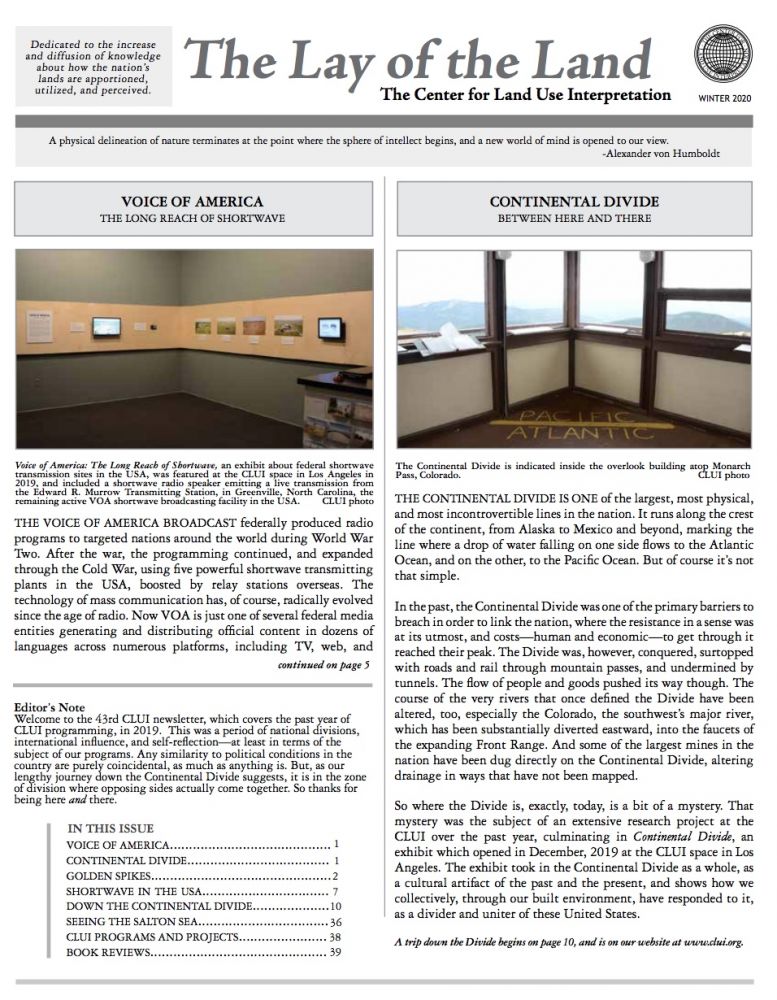 Dedicated to the increase
and diffusion of knowledge
about how the nation's
lands are apportioned,
utilized, and perceived.
The Lay of the Land
The Center for Land Use Interpretation
WINTER 2020
A physical delineation of nature terminates at the point where the sphere of intellect begins, and a new world of mind is opened to our view.
-Alexander von Humboldt
VOICE OF AMERICA
THE LONG REACH OF SHORTWAVE
Voice of America: The Long Reach of Shortwave, an exhibit about federal shortwave
transmission sites in the USA, was featured at the CLUI space in Los Angeles in
2019, and included a shortwave radio speaker emitting a live transmission from
the Edward R. Murrow Transmitting Station, in Greenville, North Carolina, the
remaining active VOA shortwave broadcasting facility in the USA. CLUI photo
THE VOICE OF AMERICA BROADCAST federally produced radio
programs to targeted nations around the world during World War
Two. After the war, the programming continued, and expanded
through the Cold War, using five powerful shortwave transmitting
plants in the USA, boosted by relay stations overseas. The
technology of mass communication has, of course, radically evolved
since the age of radio. Now VOA is just one of several federal media
entities generating and distributing official content in dozens of
languages across numerous platforms, including TV, web, and
continued on page 5
Editor's Note
Welcome to the 43rd CLUI newsletter, which covers the past year of
CLUI programming, in 2019. This was a period of national divisions,
international influence, and self-reflection—at least in terms of the
subject of our programs. Any similarity to political conditions in the
country are purely coincidental, as much as anything is. But, as our
lengthy journey down the Continental Divide suggests, it is in the zone
of division where opposing sides actually come together. So thanks for
being here and there.
IN THIS ISSUE
VOICE OF AMERICA..................................... 1
CONTINENTAL DIVIDE................................ 1
GOLDEN SPIKES.......................................2
SHORTWAVE IN THE USA............................. 7
DOWN THE CONTINENTAL DIVIDE.................10
SEEING THE SALTON SEA..............................36
CLUI PROGRAMS AND PROJECTS.................... 38
BOOK REVIEWS......................................... 39
CONTINENTAL DIVIDE
BETWEEN HERE AND THERE
PACIFIC
ATLANTIC
The Continental Divide is indicated inside the overlook building atop Monarch
Pass, Colorado. CLUI photo
THE CONTINENTAL DIVIDE IS ONE of the largest, most physical,
and most incontrovertible lines in the nation. It runs along the crest
of the continent, from Alaska to Mexico and beyond, marking the
line where a drop of water falling on one side flows to the Atlantic
Ocean, and on the other, to the Pacific Ocean. But of course it's not
that simple.
In the past, the Continental Divide was one of the primary barriers to
breach in order to link the nation, where the resistance in a sense was
at its utmost, and costs—human and economic—to get through it
reached their peak. The Divide was, however, conquered, surtopped
with roads and rail through mountain passes, and undermined by
tunnels. The flow of people and goods pushed its way though. The
course of the very rivers that once defined the Divide have been
altered, too, especially the Colorado, the southwest's major river,
which has been substantially diverted eastward, into the faucets of
the expanding Front Range. And some of the largest mines in the
nation have been dug directly on the Continental Divide, altering
drainage in ways that have not been mapped.
So where the Divide is, exactly, today, is a bit of a mystery. That
mystery was the subject of an extensive research project at the
CLUI over the past year, culminating in Continental Divide, an
exhibit which opened in December, 2019 at the CLUI space in Los
Angeles. The exhibit took in the Continental Divide as a whole, as
a cultural artifact of the past and the present, and shows how we
collectively, through our built environment, have responded to it,
as a divider and uniter of these United States.
A trip down the Divide begins on page 10, and is on our website at www.clui.org.